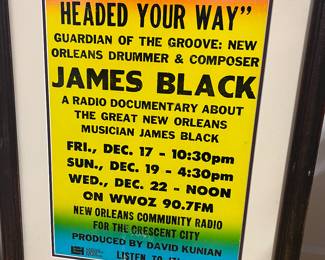 HEADED YOUR WAY"
GUARDIAN OF THE GROOVE: NEW
ORLEANS DRUMMER & COMPOSER
JAMES BLACK
A RADIO DOCUMENTARY ABOUT
THE GREAT NEW ORLEANS
MUSICIAN JAMES BLACK
FRI., DEC. 17 - 10:30pm
SUN., DEC. 19 - 4:30pm
WED., DEC. 22 - NOON
ON WWOZ 90.7FM
NEW ORLEANS COMMUNITY RADIO
FOR THE CRESCENT CITY
PRODUCED BY DAVID KUNIAN
LISTEN TO